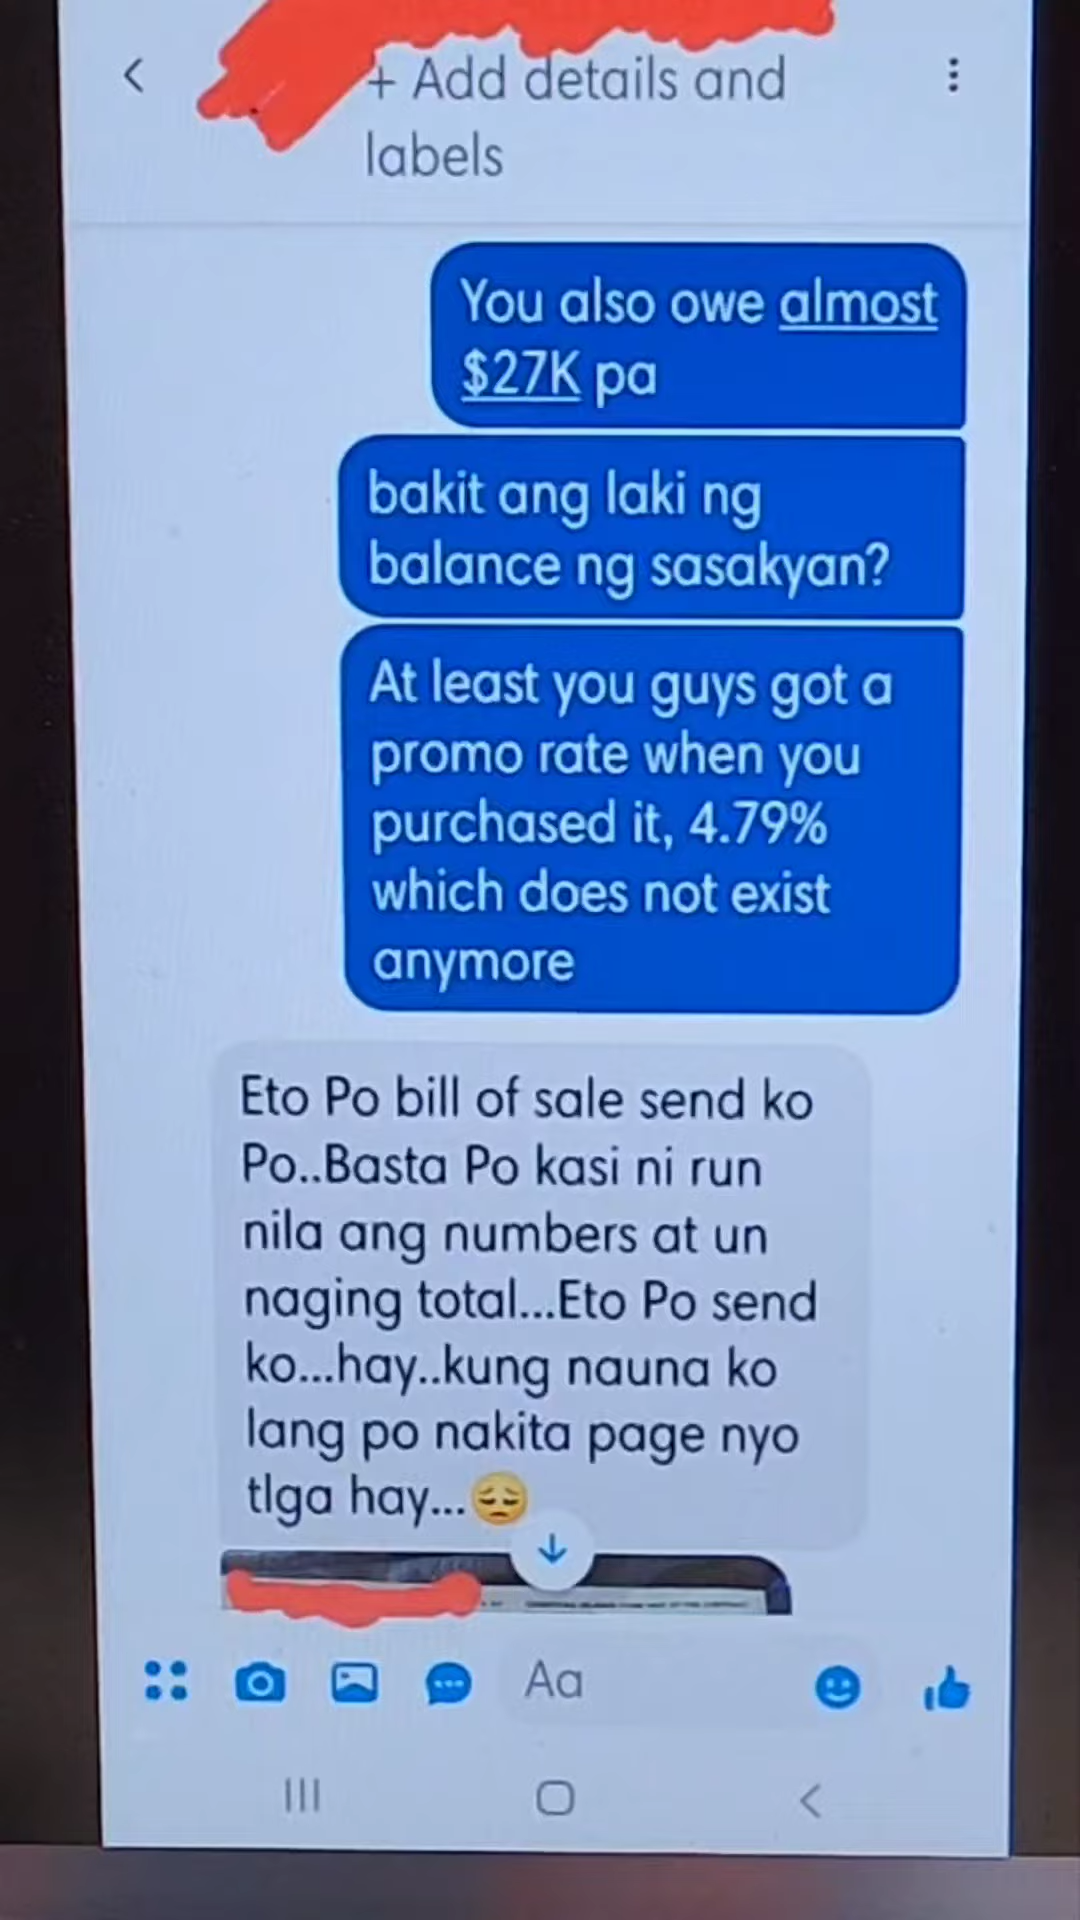 + Add details and
labels
You also owe almost
$27K pa
bakit ang laki ng
balance ng sasakyan?
At least you guys got a
promo rate when you
purchased it, 4.79%
which does not exist
anymore
Eto Po bill of sale send ko
Po..Basta Po kasi ni run
nila ang numbers at un
naging total...Eto Po send
ko...hay..kung nauna ko
lang po nakita page nyo
tlga hay...😔
Aa